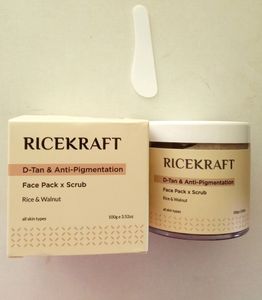 RICEKRAFT
D-Tan & Anti-Pigmentation
Face Pack x Scrub
Rice & Walnut
all skin types
100g e 3.52oz
RICEKRAFT
D-Tan & Anti-Pigmentation
Face Pack x Scrub
Rice & Walnut
all skin types